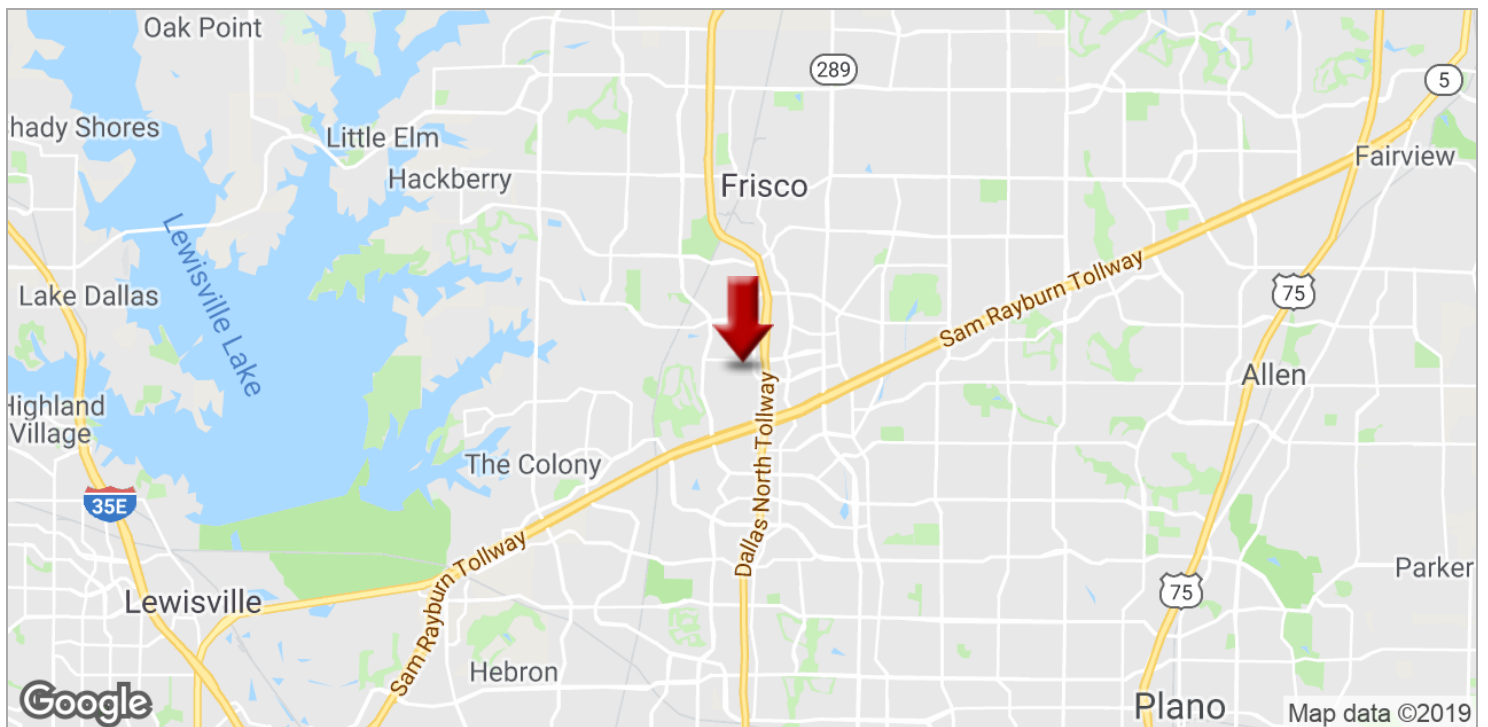 Oak Point
289
5
hady Shores
Little Elm
Fairview
Hackberry
Frisco
Lewisville Lake
Lake Dallas
Sam Rayburn Tollway
75
Allen
Highland
Village
Dallas North Tollway
The Colony
35E
Sam Rayburn Tollway
Parker
75
Lewisville
Hebron
Google
Plano
Map data ©2019